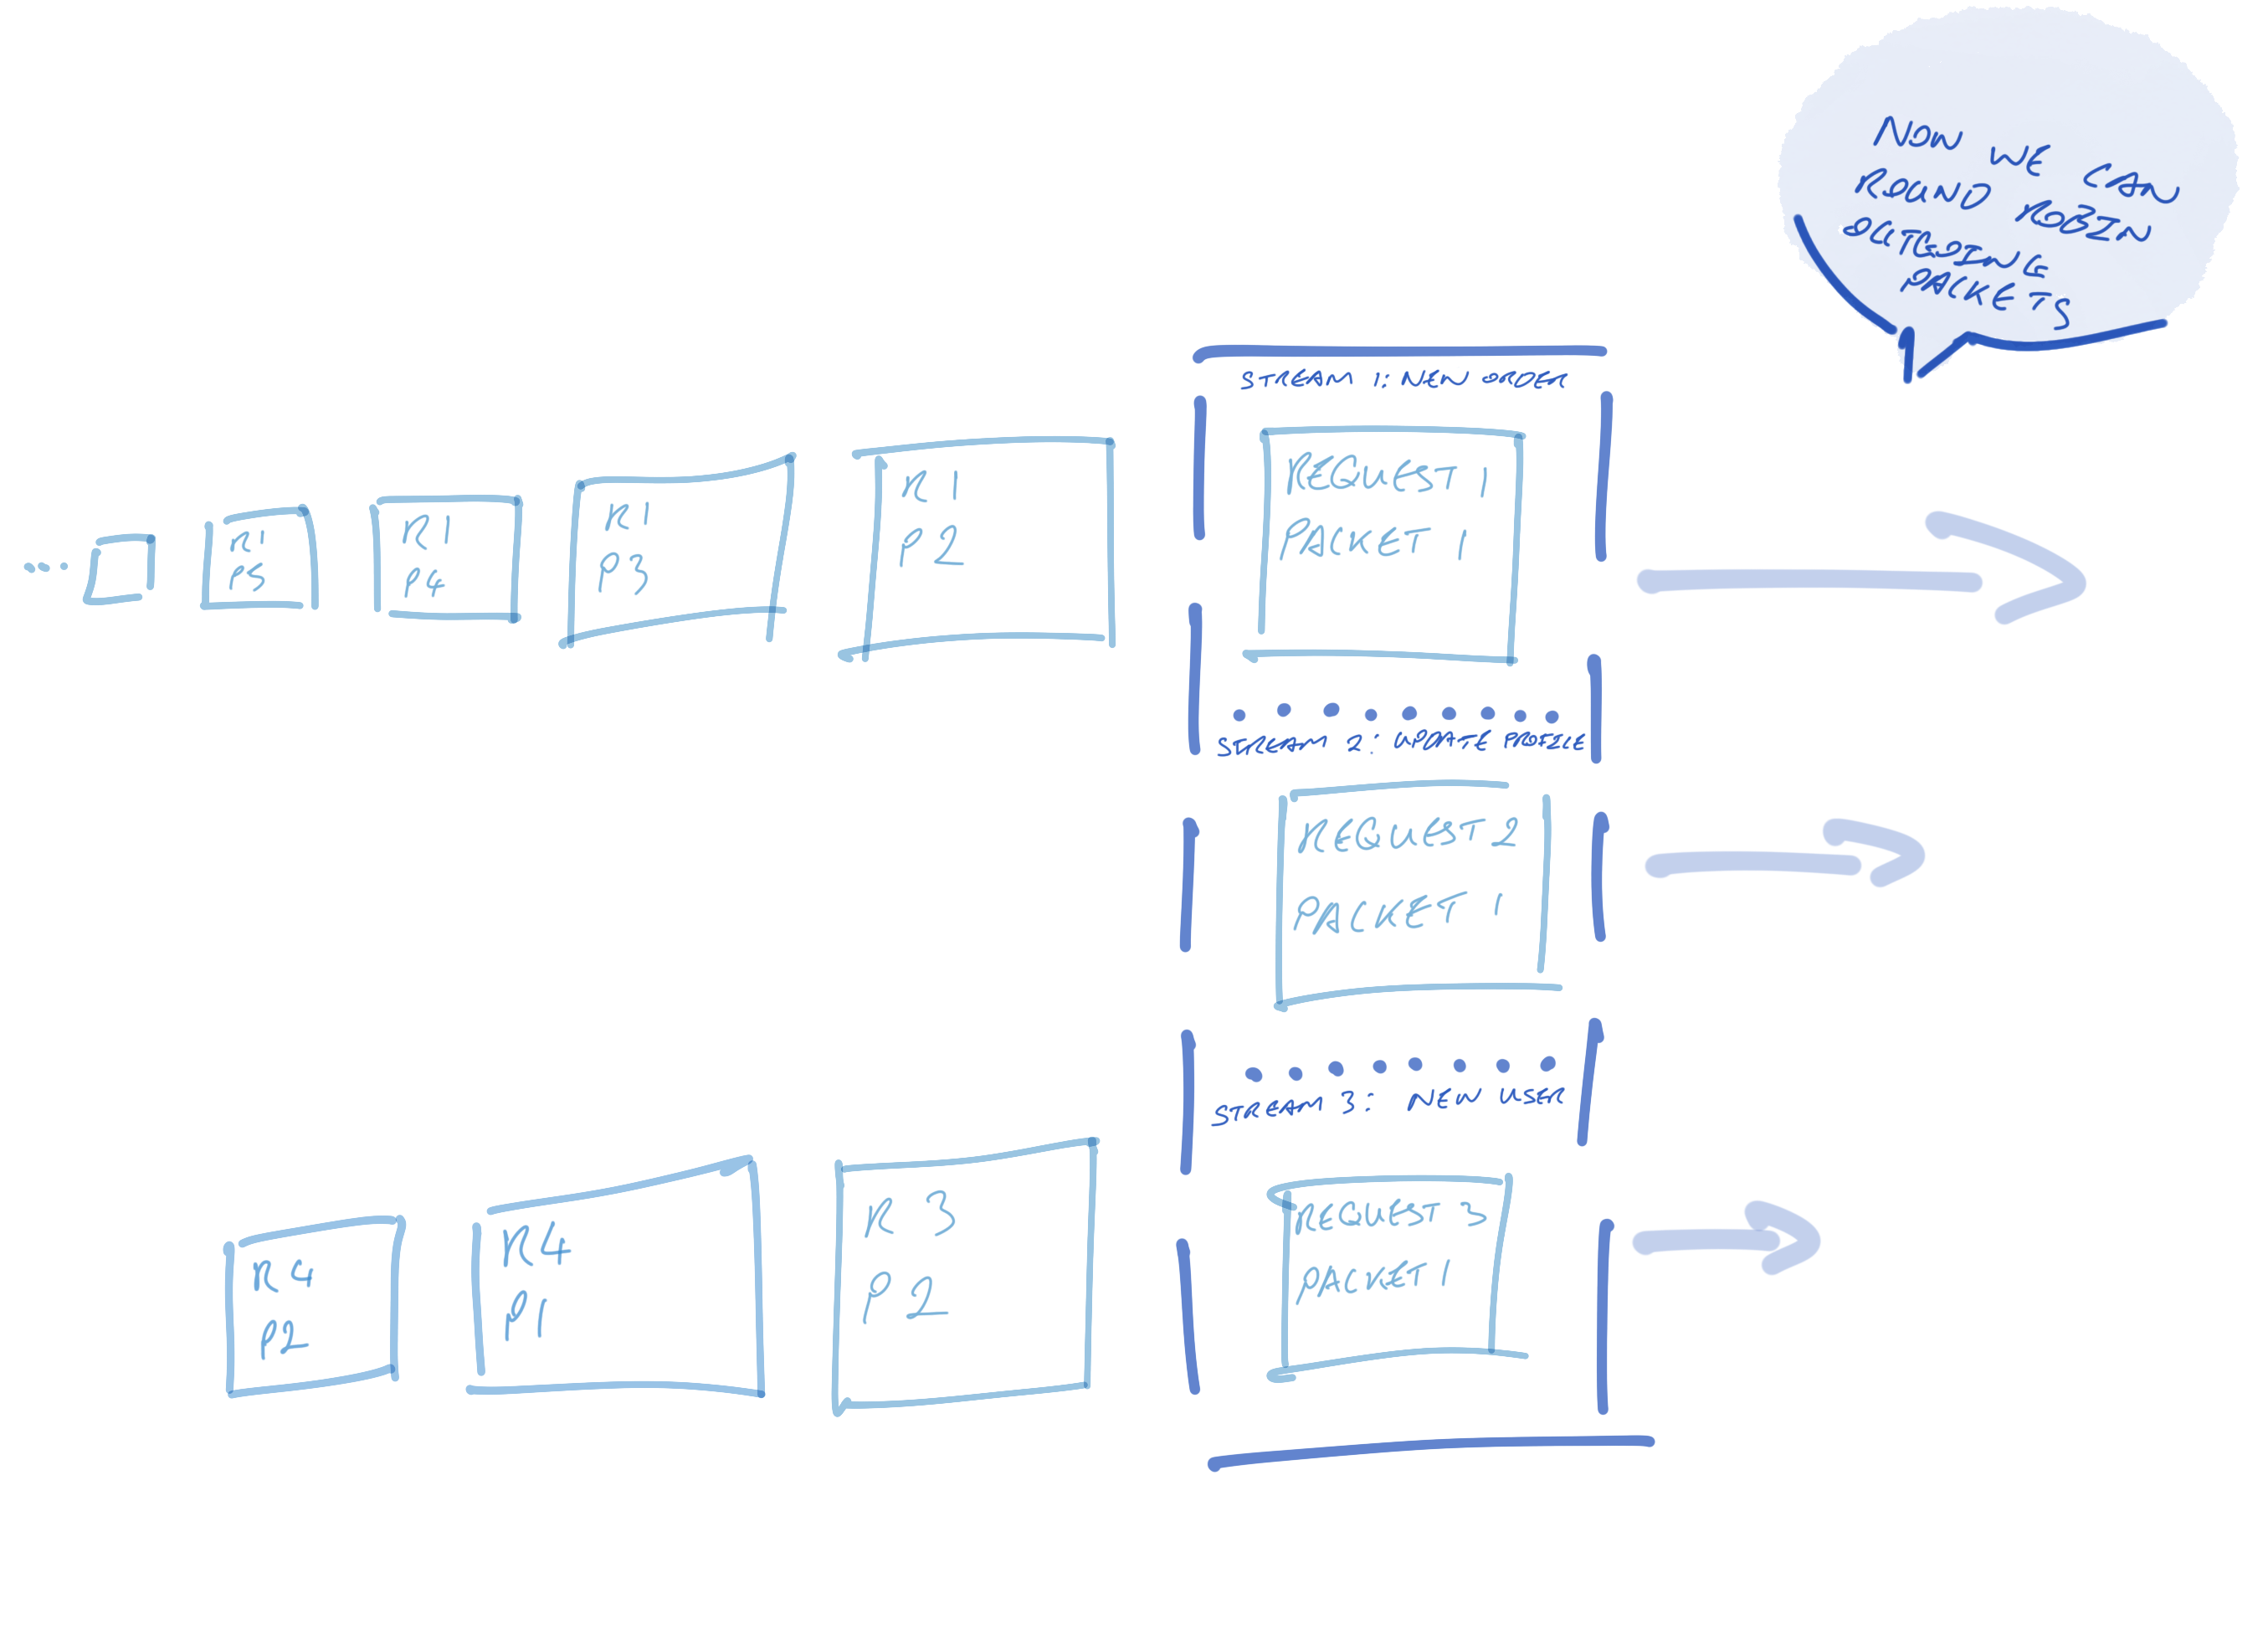 NOW WE CAN
ROUND ROBIN
OUTGOING
PACKETS
STREAM 1: NEW ORDER
REQUEST 1
PACKET 1
R1
P2
R1
P3
R1
P4
R1
P5
...
STREAM 2: UPDATE PROFILE
REQUEST 2
PACKET 1
STREAM 3: NEW USER
REQUEST 3
PACKET 1
R 3
P 2
R4
P1
R4
P2